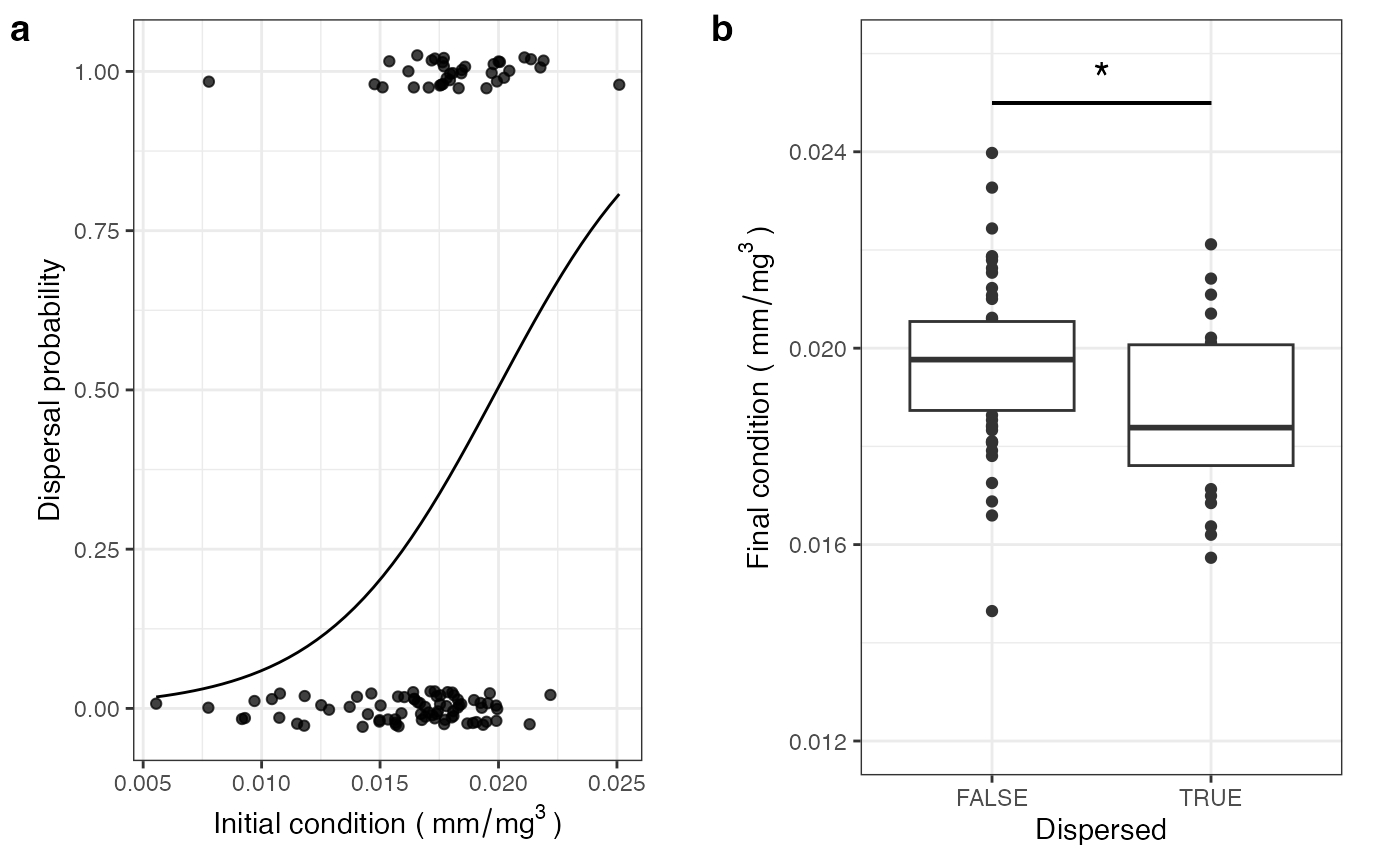 a
1.00
0.75
0.50
0.25
0.00
Dispersal probability
0.005
0.010
0.015
0.020
0.025
Initial condition ( mm/mg³ )
b
*
0.024
0.020
0.016
0.012
Final condition ( mm/mg³ )
FALSE
TRUE
Dispersed